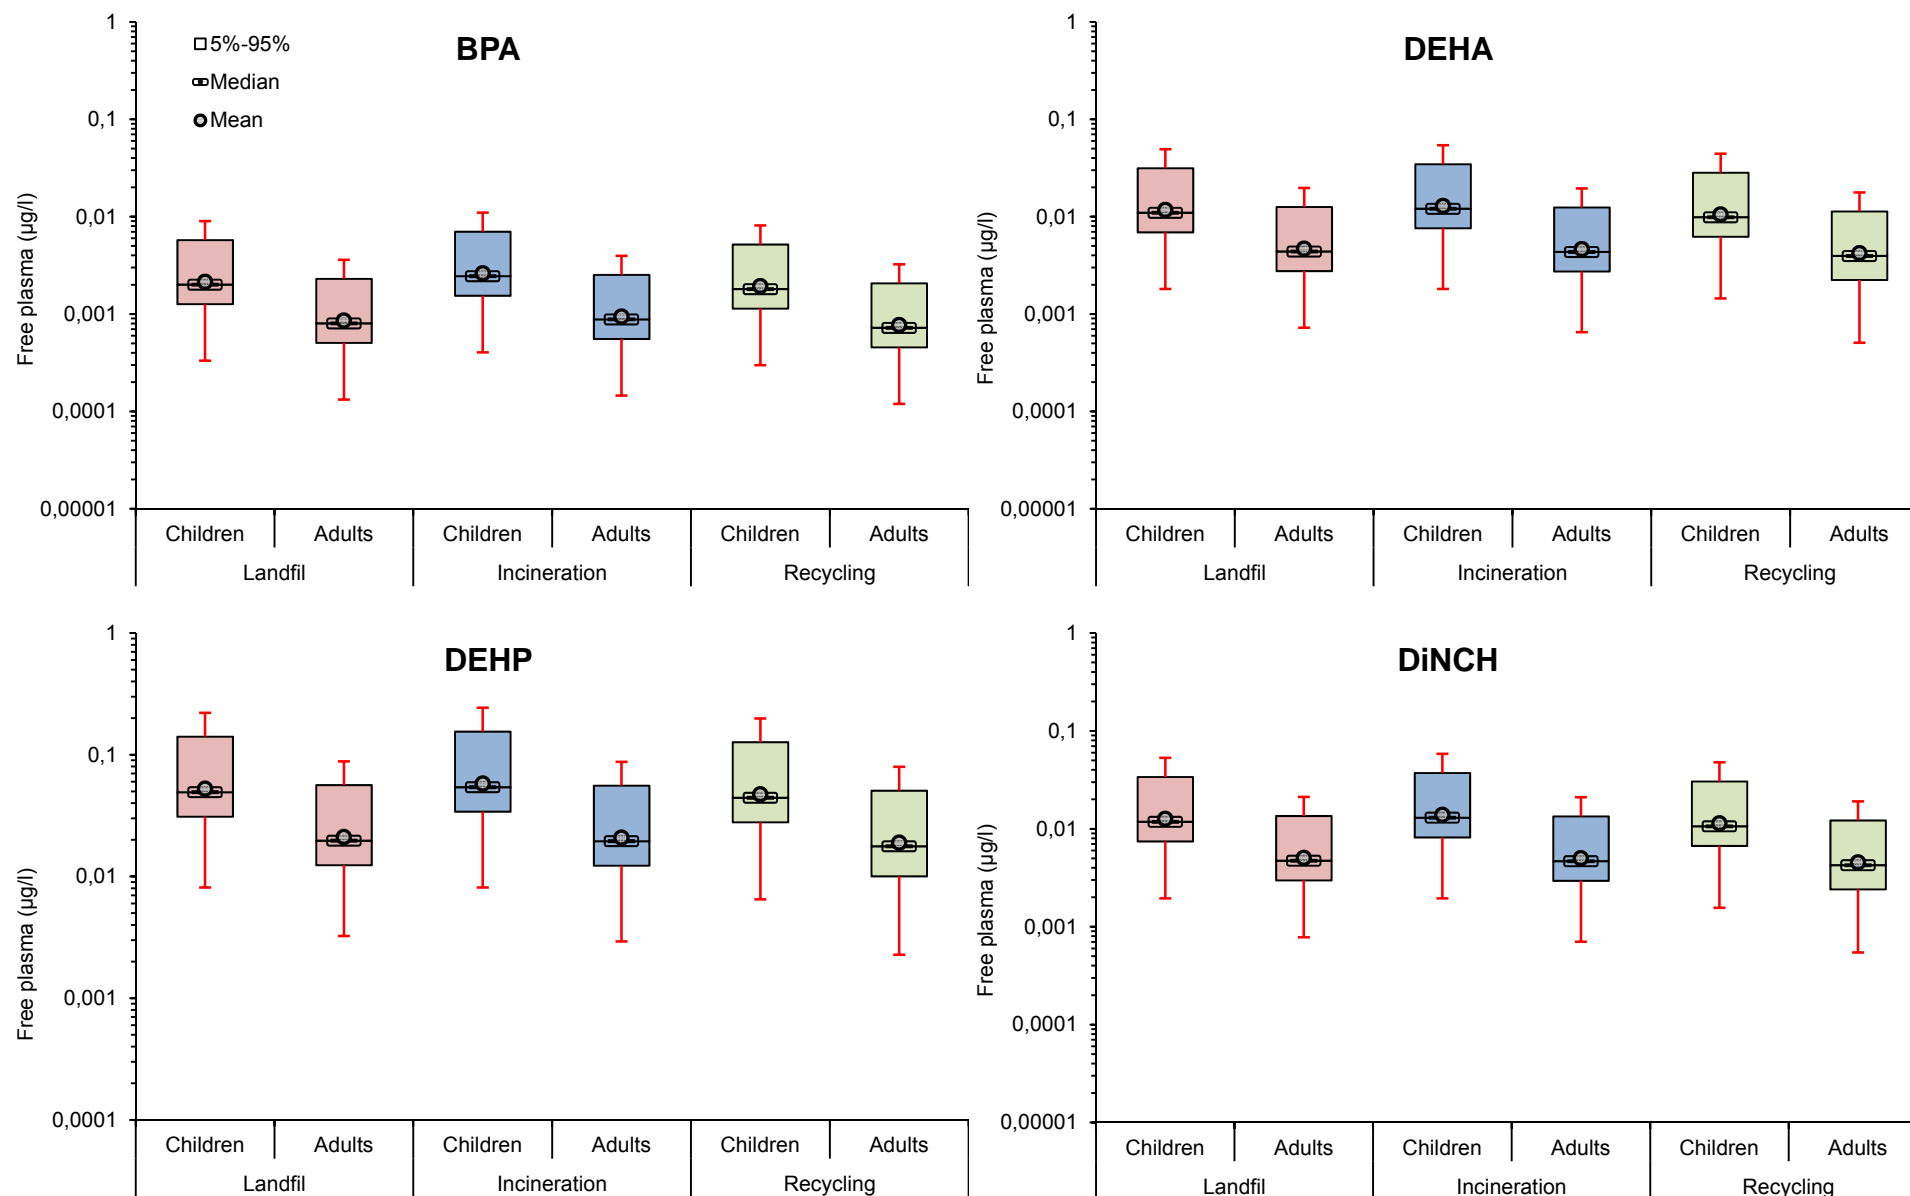 BPA
5%-95%
Median
Mean
Free plasma (µg/l)
1
0,1
0,01
0,001
0,0001
0,00001
Children Adults Children Adults Children Adults
Landfil Incineration Recycling
DEHA
Free plasma (µg/l)
1
0,1
0,01
0,001
0,0001
0,00001
Children Adults Children Adults Children Adults
Landfil Incineration Recycling
DEHP
Free plasma (µg/l)
1
0,1
0,01
0,001
0,0001
Children Adults Children Adults Children Adults
Landfil Incineration Recycling
DiNCH
Free plasma (µg/l)
1
0,1
0,01
0,001
0,0001
0,00001
Children Adults Children Adults Children Adults
Landfil Incineration Recycling